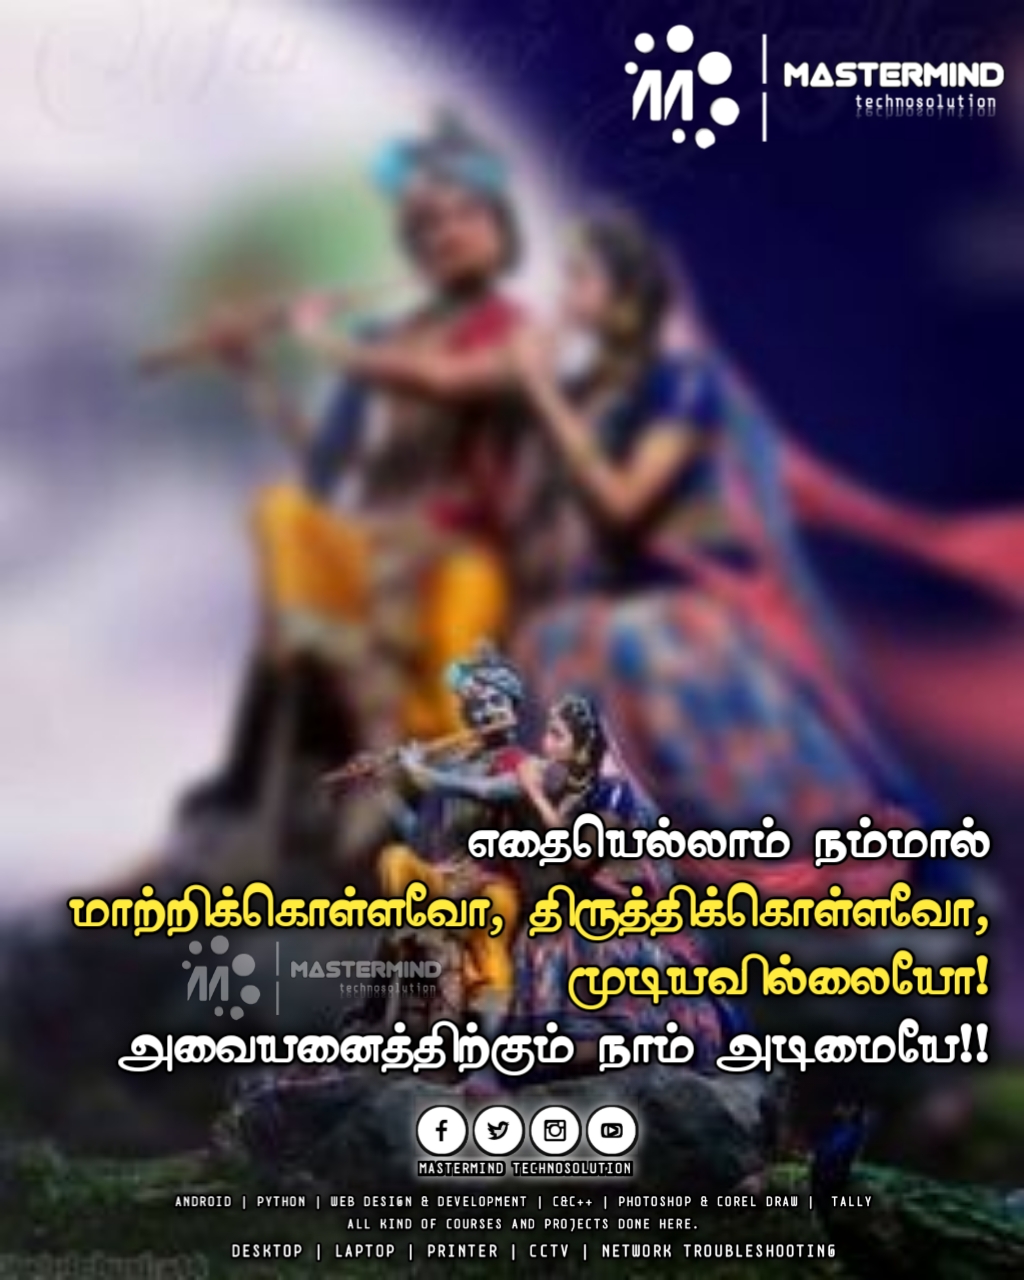 MASTERMIND
technosolution
எதையெல்லாம் நம்மால்
மாற்றிக்கொள்ளவோ, திருத்திக்கொள்ளவோ,
முடியவில்லையோ!
அவையனைத்திற்கும் நாம் அடிமையே!!
MASTERMIND
technosolution
MASTERMIND TECHNOSOLUTION
ANDROID | PYTHON | WEB DESIGN & DEVELOPMENT | C&C++ | PHOTOSHOP & COREL DRAW | TALLY
ALL KIND OF COURSES AND PROJECTS DONE HERE.
DESKTOP | LAPTOP | PRINTER | CCTV | NETWORK TROUBLESHOOTING